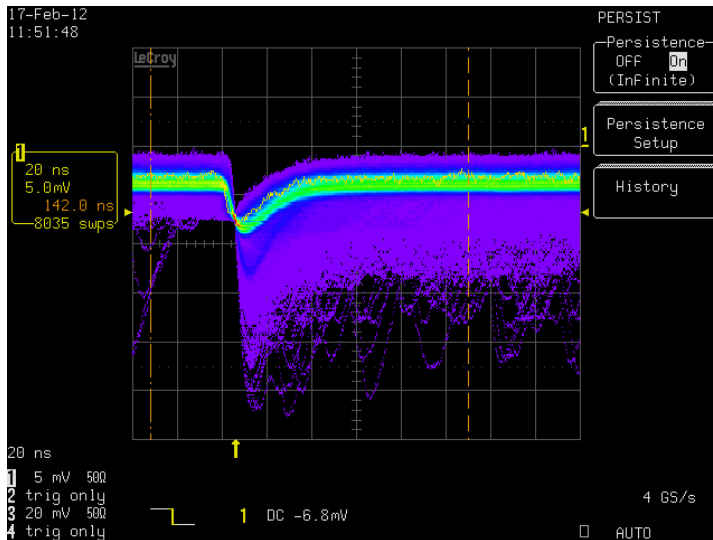 17-Feb-12
11:51:48
LeCroy
1
20 ns
5.0mV
142.0 ns
8035 swps
1
PERSIST
Persistence
OFF On
(Infinite)
Persistence
Setup
History
20 ns
1 5 mV 50Ω
2 trig only
3 20 mV 50Ω
4 trig only
1 DC -6.8mV
4 GS/s
AUTO